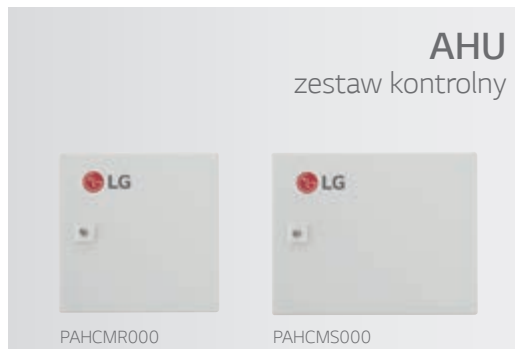 AHU
zestaw kontrolny
LG
LG
PAHCMR000
PAHCMS000